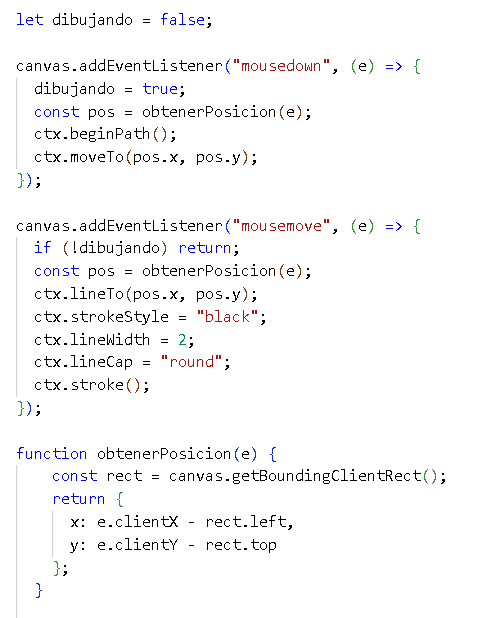 let dibujando = false;

canvas.addEventListener("mousedown", (e) => {
  dibujando = true;
  const pos = obtenerPosicion(e);
  ctx.beginPath();
  ctx.moveTo(pos.x, pos.y);
});

canvas.addEventListener("mousemove", (e) => {
  if (!dibujando) return;
  const pos = obtenerPosicion(e);
  ctx.lineTo(pos.x, pos.y);
  ctx.strokeStyle = "black";
  ctx.lineWidth = 2;
  ctx.lineCap = "round";
  ctx.stroke();
});

function obtenerPosicion(e) {
    const rect = canvas.getBoundingClientRect();
    return {
      x: e.clientX - rect.left,
      y: e.clientY - rect.top
    };
  }